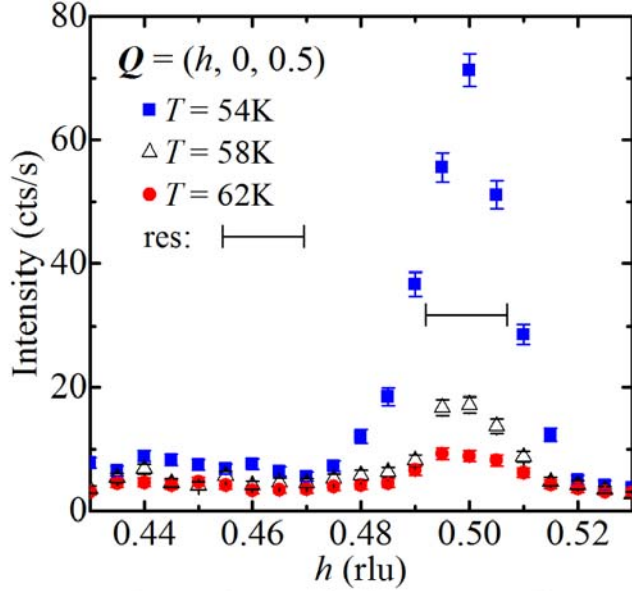 80
60
40
20
0
Intensity (cts/s)
Q = (h, 0, 0.5)
T = 54K
T = 58K
T = 62K
res:
0.44 0.46 0.48 0.50 0.52
h (rlu)